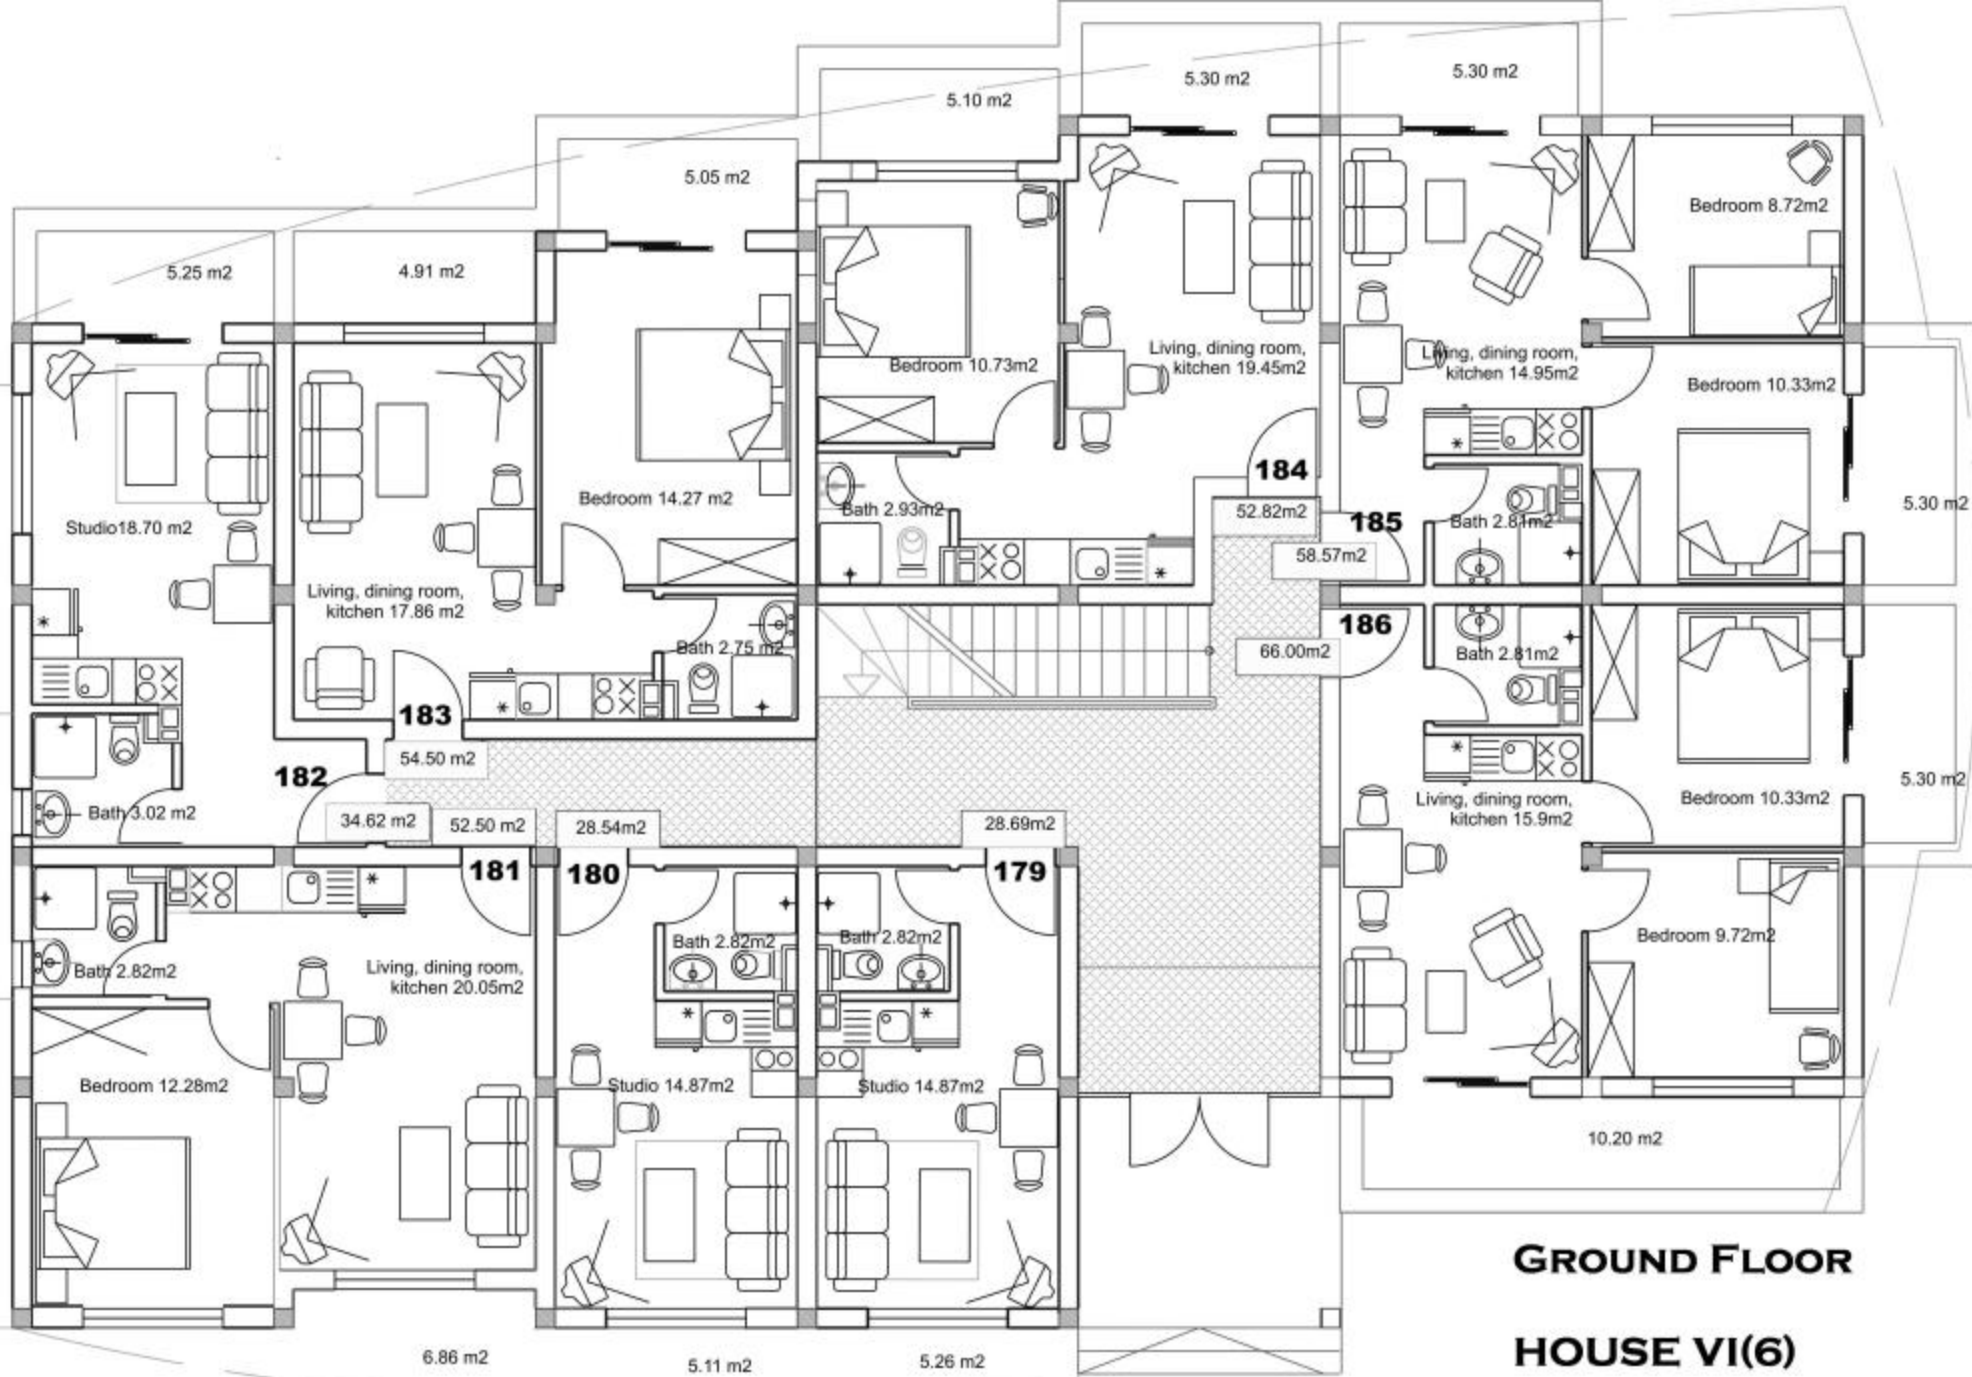 5.30 m2
5.30 m2
5.10 m2
5.05 m2
Bedroom 8.72m2
5.25 m2
4.91 m2
Living, dining room,
kitchen 19.45m2
Living, dining room,
kitchen 14.95m2
Bedroom 10.73m2
Bedroom 10.33m2
184
Bedroom 14.27 m2
Bath 2.93m2
52.82m2
185
Bath 2.81m2
5.30 m2
Studio18.70 m2
58.57m2
Living, dining room,
kitchen 17.86 m2
186
Bath 2.75 m2
66.00m2
Bath 2.81m2
183
54.50 m2
182
5.30 m2
Living, dining room,
kitchen 15.9m2
Bedroom 10.33m2
Bath 3.02 m2
34.62 m2
52.50 m2
28.54m2
28.69m2
181
180
179
Bath 2.82m2
Living, dining room,
kitchen 20.05m2
Bath 2.82m2
Bath 2.82m2
Bedroom 9.72m2
Bedroom 12.28m2
Studio 14.87m2
Studio 14.87m2
10.20 m2
6.86 m2
5.11 m2
5.26 m2
GROUND FLOOR
HOUSE VI(6)